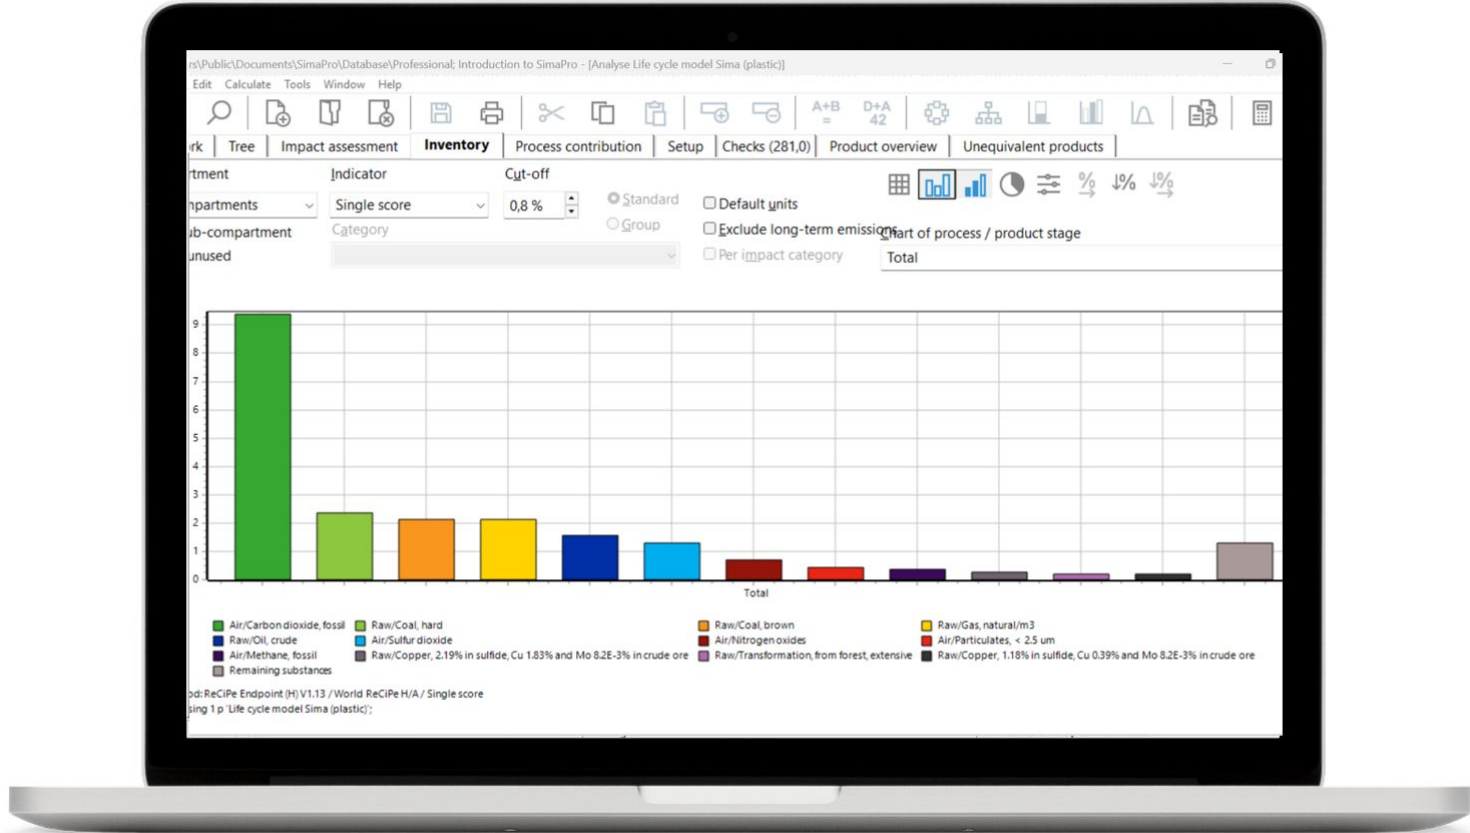 rs\Public\Documents\SimaPro\Database\Professional; Introduction to SimaPro - [Analyse Life cycle model Sima (plastic)]
Edit Calculate Tools Window Help
A+B = D+A 42
rk Tree Impact assessment Inventory Process contribution Setup Checks (281,0) Product overview Unequivalent products
rtment Indicator Cut-off
npartments Single score 0,8 % Standard Default units
ub-compartment Category Group Exclude long-term emissions Chart of process / product stage
unused Per impact category Total
9
8
7
6
5
4
3
2
1
0
Total
Air/Carbon dioxide, fossil Raw/Coal, hard Raw/Coal, brown Raw/Gas, natural/m3
Raw/Oil, crude Air/Sulfur dioxide Air/Nitrogen oxides Air/Particulates, < 2.5 um
Air/Methane, fossil Raw/Copper, 2.19% in sulfide, Cu 1.83% and Mo 8.2E-3% in crude ore Raw/Transformation, from forest, extensive Raw/Copper, 1.18% in sulfide, Cu 0.39% and Mo 8.2E-3% in crude ore
Remaining substances
od: ReCiPe Endpoint (H) V1.13 / World ReCiPe H/A / Single score
sing 1 p 'Life cycle model Sima (plastic)';